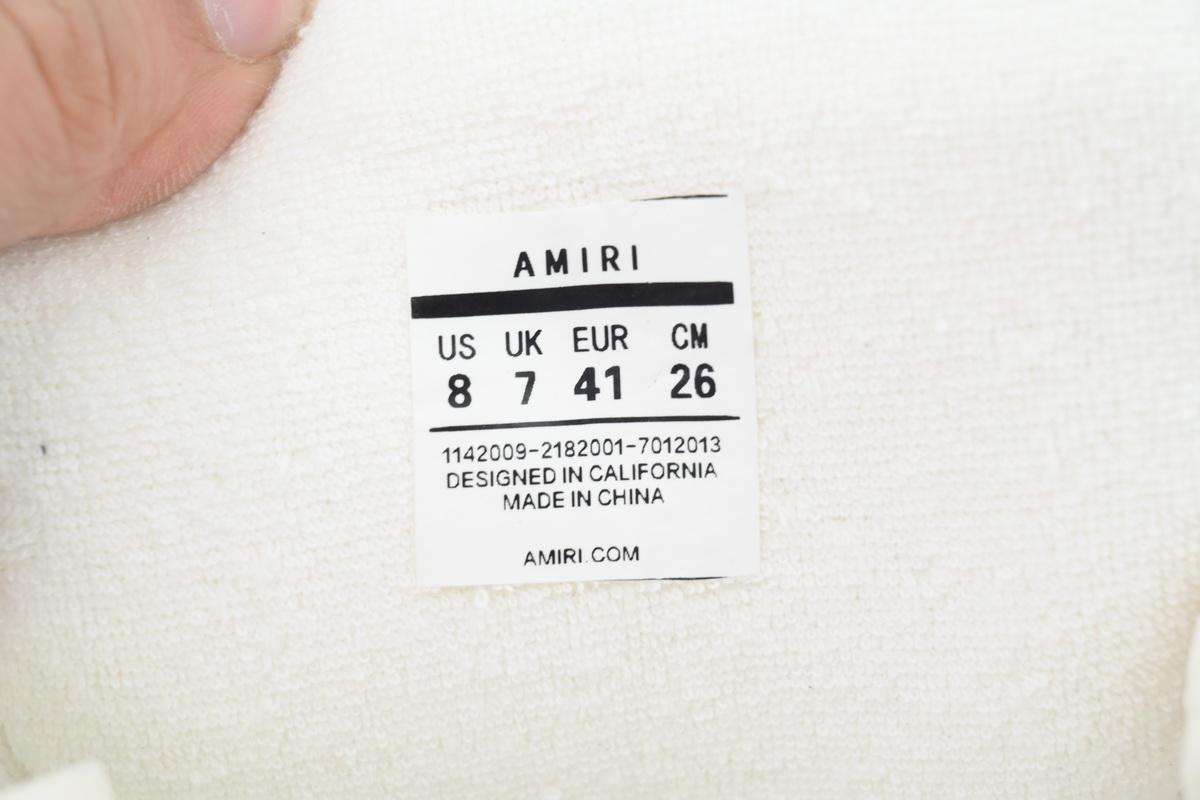 AMIRI
US UK EUR CM
8 7 41 26
1142009-2182001-7012013
DESIGNED IN CALIFORNIA
MADE IN CHINA
AMIRI.COM